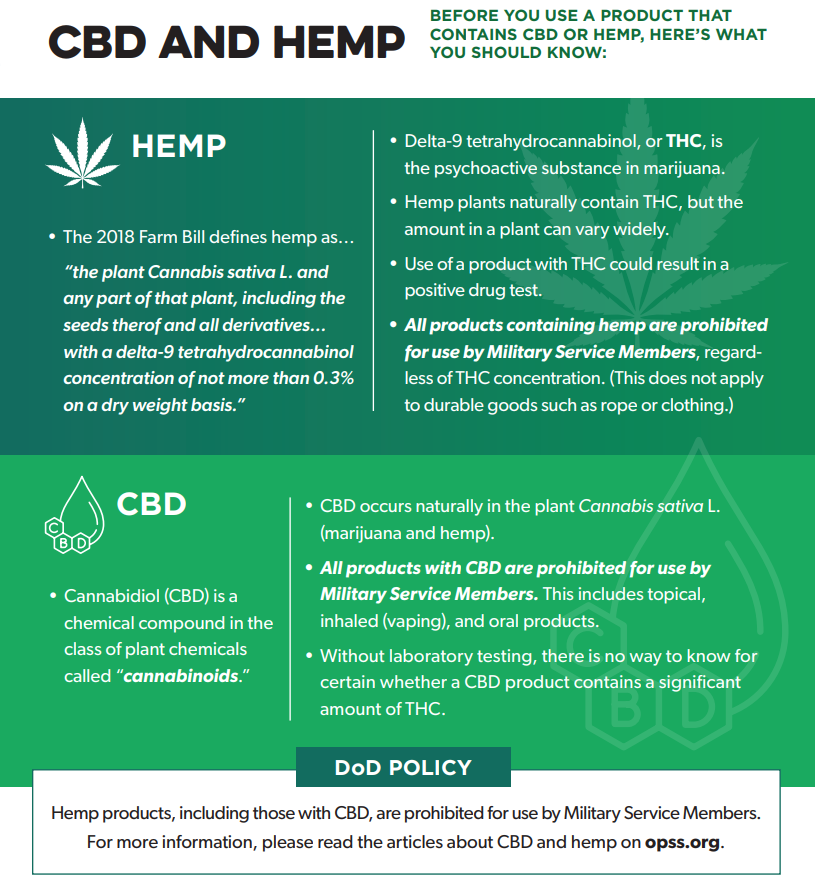 CBD AND HEMP
BEFORE YOU USE A PRODUCT THAT
CONTAINS CBD OR HEMP, HERE’S WHAT
YOU SHOULD KNOW:
HEMP
• The 2018 Farm Bill defines hemp as…
“the plant Cannabis sativa L. and
any part of that plant, including the
seeds therof and all derivatives…
with a delta-9 tetrahydrocannabinol
concentration of not more than 0.3%
on a dry weight basis.”
• Delta-9 tetrahydrocannabinol, or THC, is
the psychoactive substance in marijuana.
• Hemp plants naturally contain THC, but the
amount in a plant can vary widely.
• Use of a product with THC could result in a
positive drug test.
• All products containing hemp are prohibited
for use by Military Service Members, regard-
less of THC concentration. (This does not apply
to durable goods such as rope or clothing.)
C
B D
CBD
• Cannabidiol (CBD) is a
chemical compound in the
class of plant chemicals
called “cannabinoids.”
• CBD occurs naturally in the plant Cannabis sativa L.
(marijuana and hemp).
• All products with CBD are prohibited for use by
Military Service Members. This includes topical,
inhaled (vaping), and oral products.
• Without laboratory testing, there is no way to know for
certain whether a CBD product contains a significant
amount of THC.
C
B D
DoD POLICY
Hemp products, including those with CBD, are prohibited for use by Military Service Members.
For more information, please read the articles about CBD and hemp on opss.org.